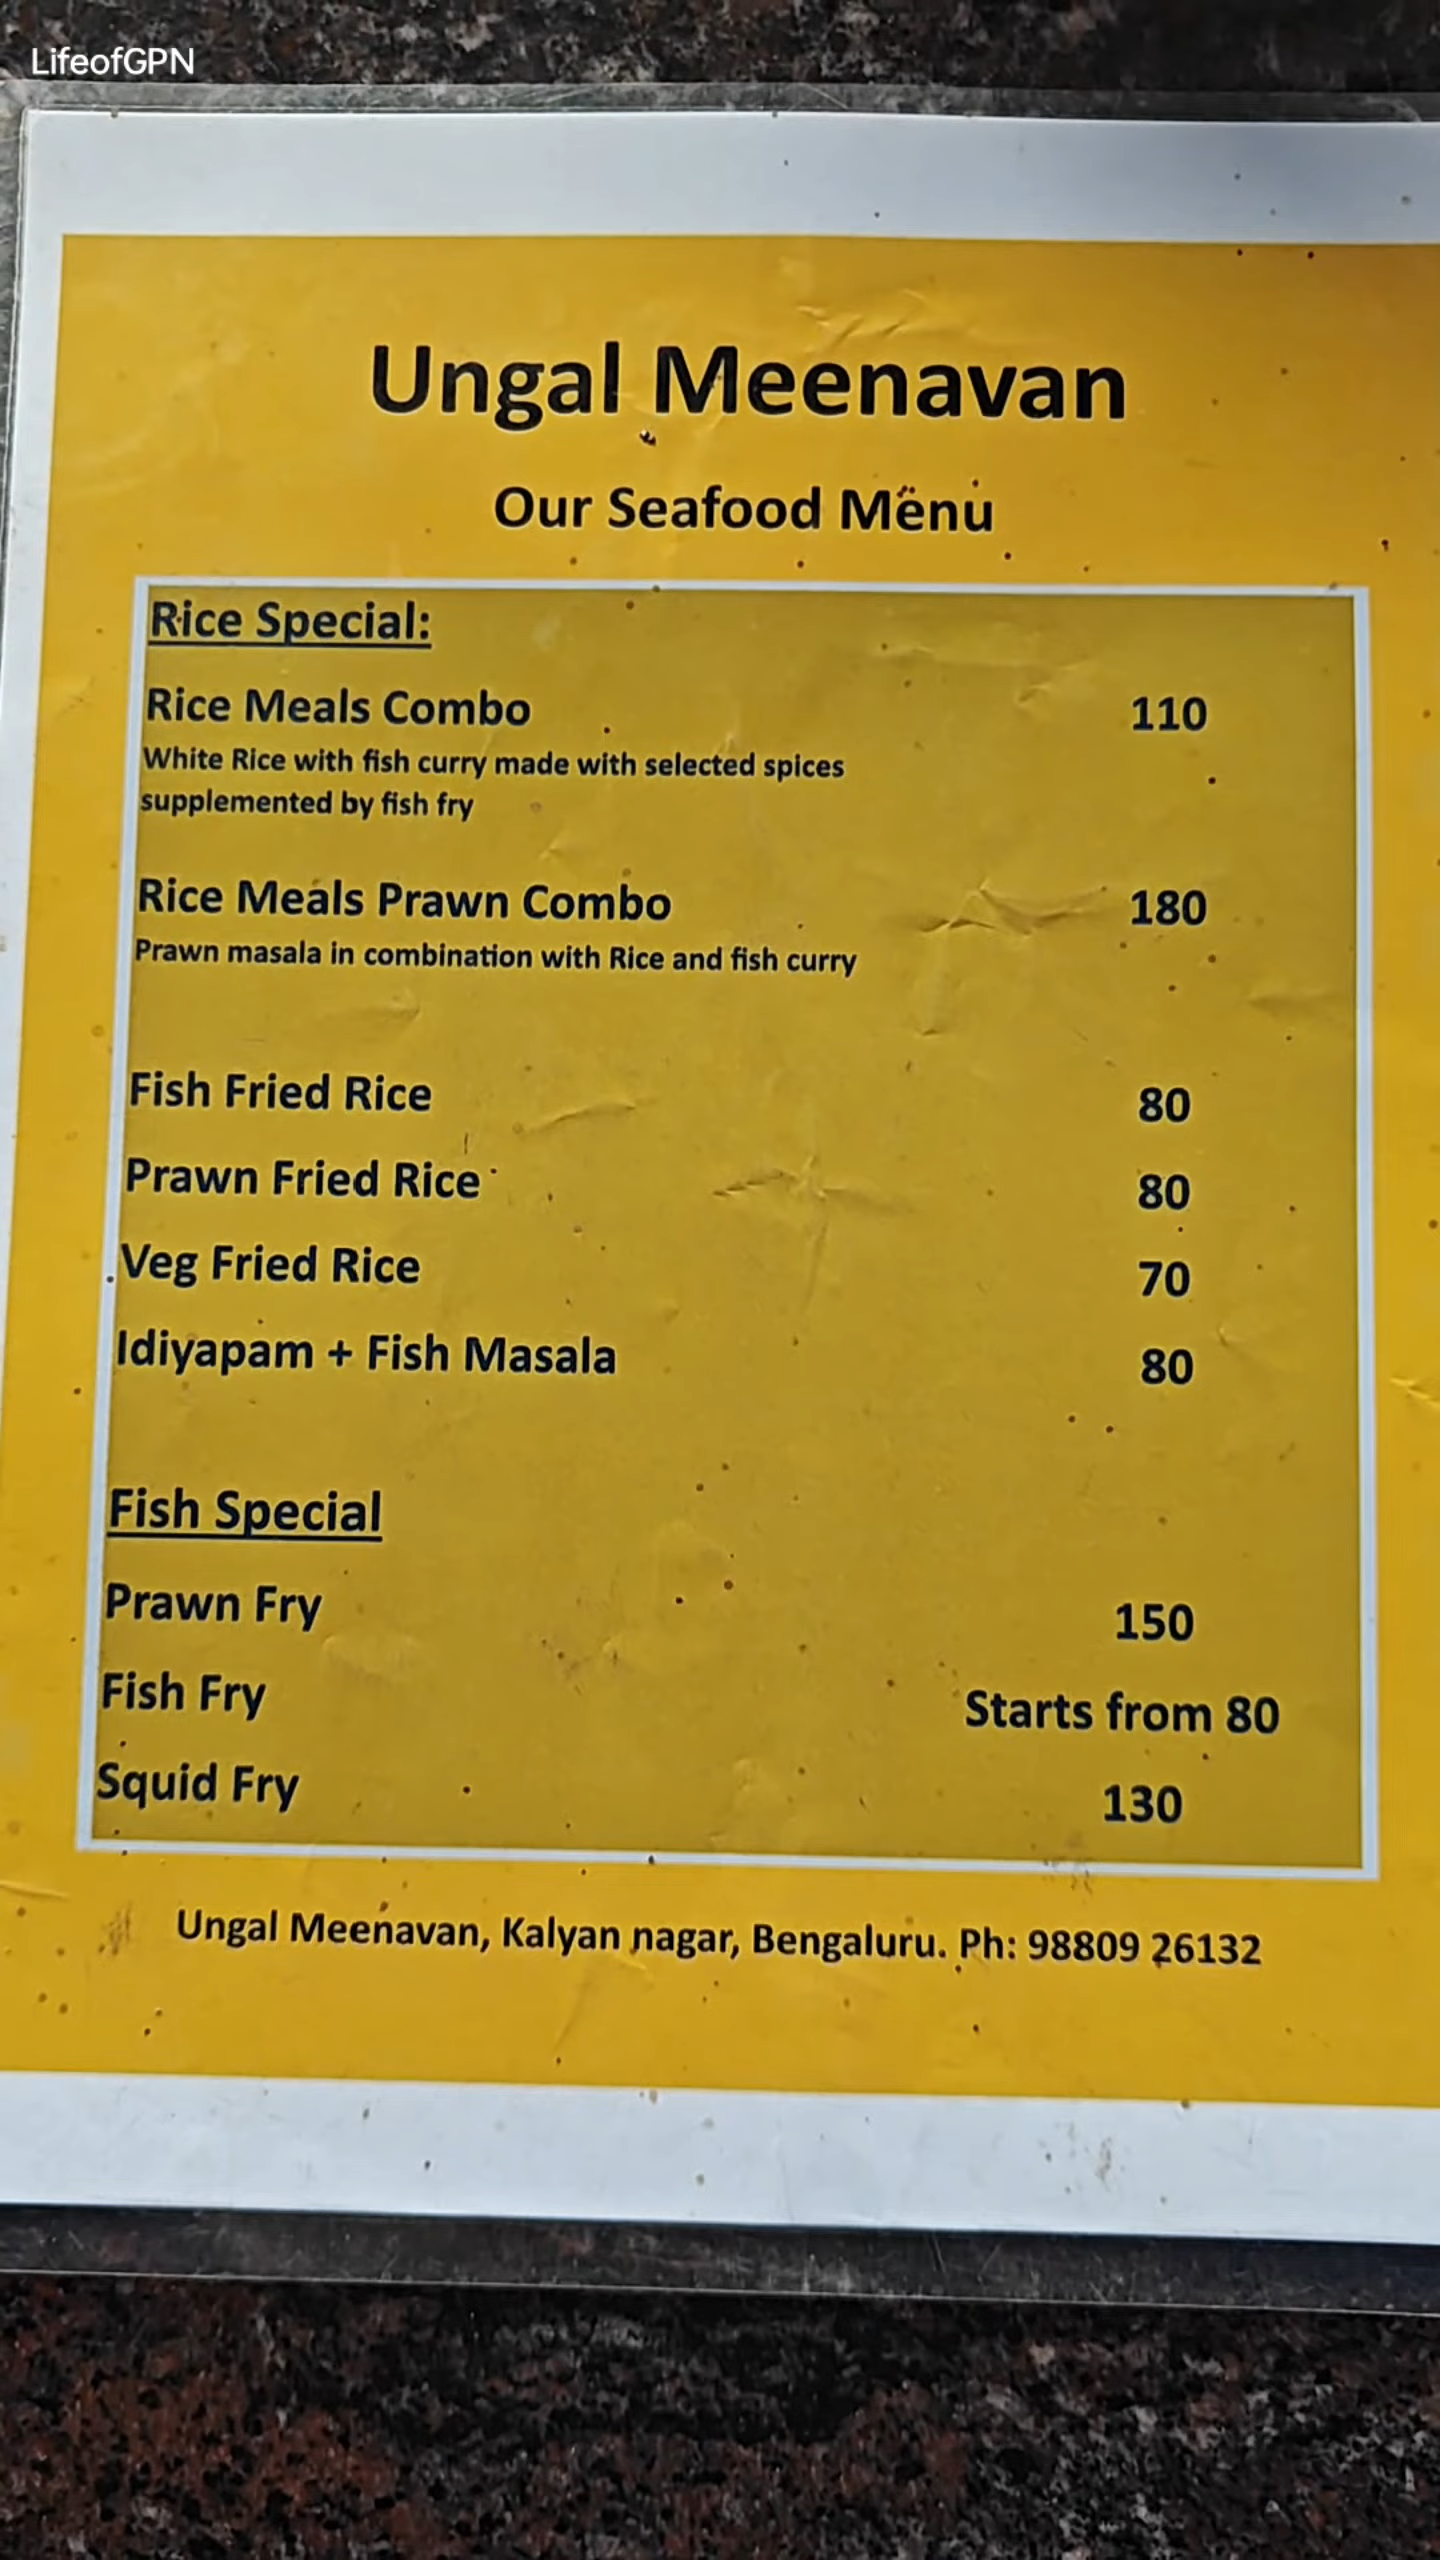 LifeofGPN
Ungal Meenavan
Our Seafood Menu
Rice Special:
Rice Meals Combo 110
White Rice with fish curry made with selected spices
supplemented by fish fry
Rice Meals Prawn Combo 180
Prawn masala in combination with Rice and fish curry
Fish Fried Rice 80
Prawn Fried Rice 80
Veg Fried Rice 70
Idiyapam + Fish Masala 80
Fish Special
Prawn Fry 150
Fish Fry Starts from 80
Squid Fry 130
Ungal Meenavan, Kalyan nagar, Bengaluru. Ph: 98809 26132